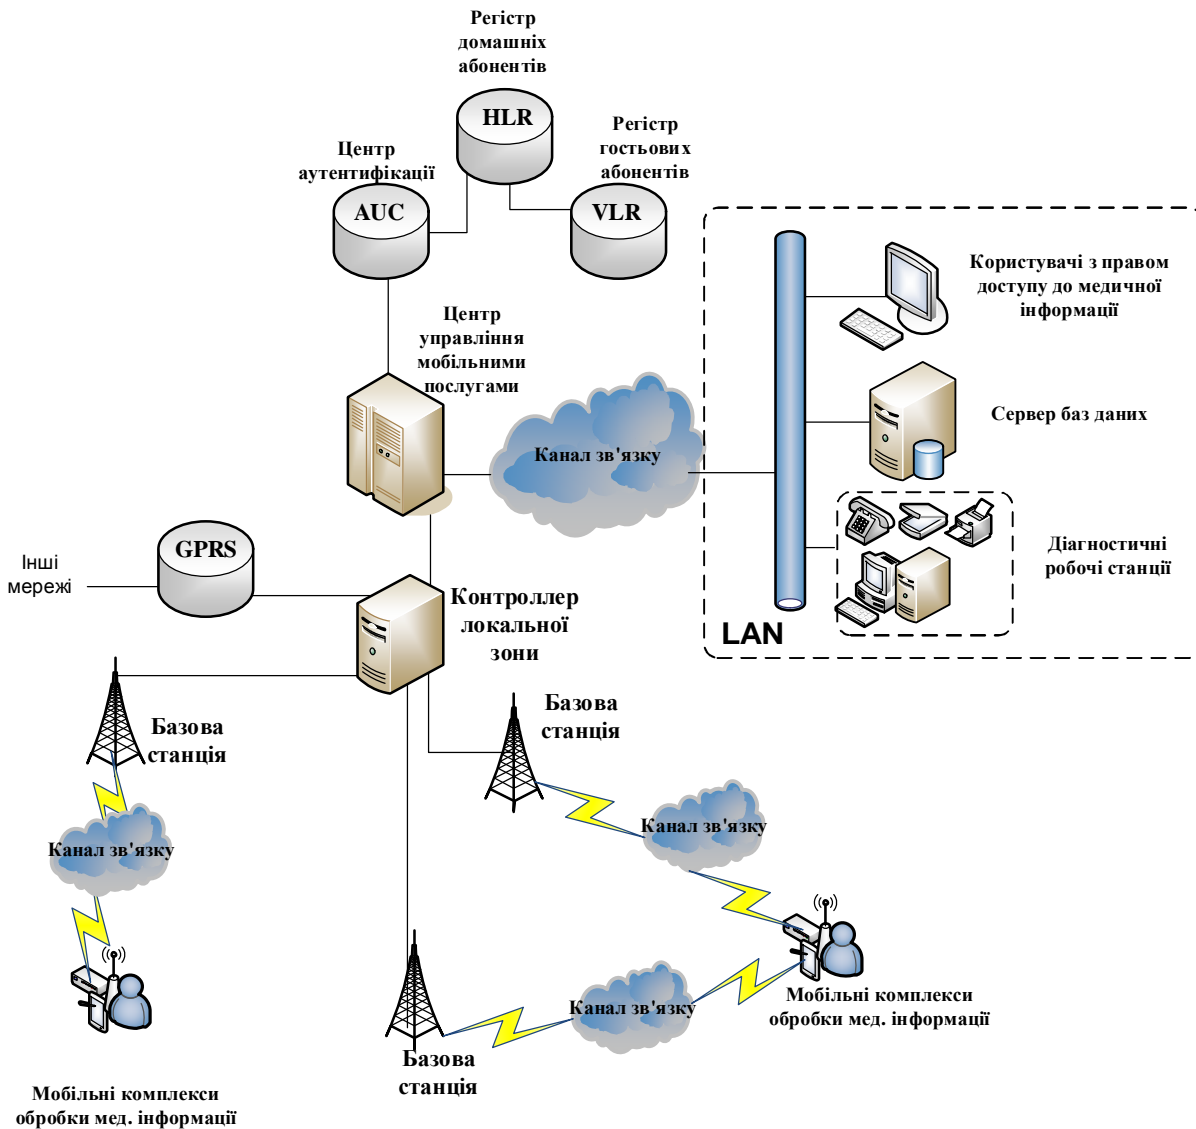 Регістр
домашніх
абонентів
HLR
Регістр
гостьових
абонентів
Центр
аутентифікації
AUC
VLR
Користувачі з правом
доступу до медичної
інформації
Центр
управління
мобільними
послугами
Сервер баз даних
Канал зв'язку
GPRS
Інші
мережі
Діагностичні
робочі станції
Контроллер
локальної
зони
LAN
Базова
станція
Базова
станція
Канал зв'язку
Канал зв'язку
Канал зв'язку
Мобільні комплекси
обробки мед. інформації
Базова
станція
Мобільні комплекси
обробки мед. інформації